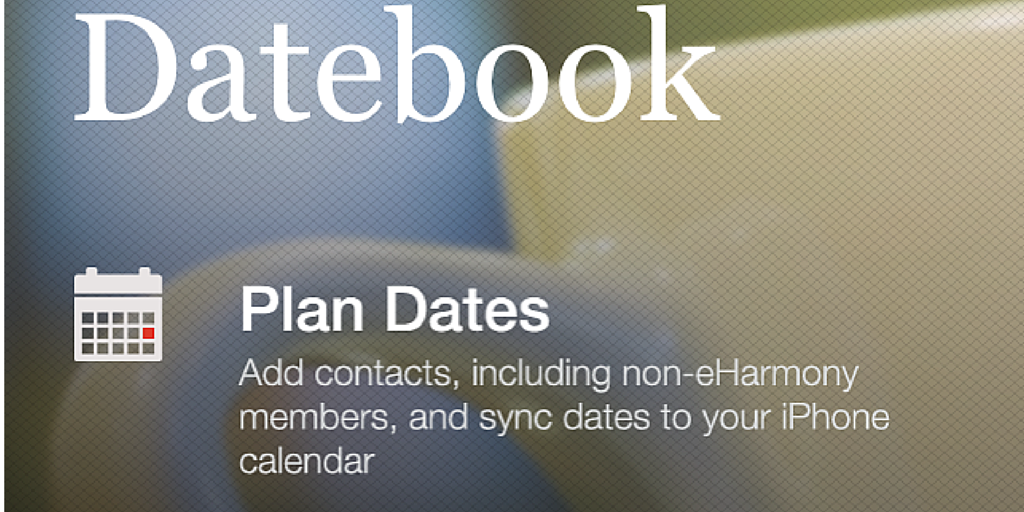 Datebook
Plan Dates
Add contacts, including non-eHarmony
members, and sync dates to your iPhone
calendar